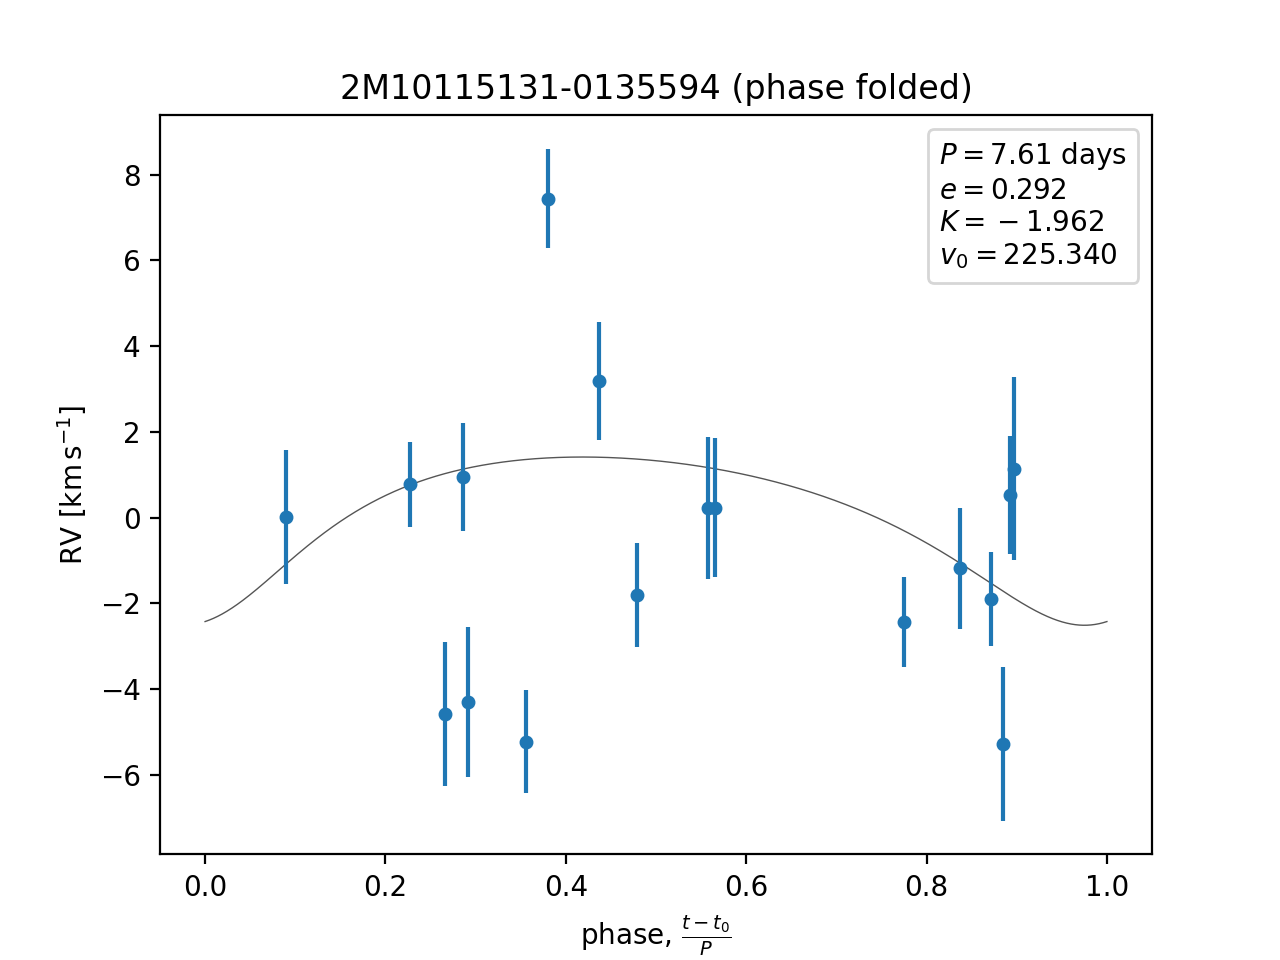 2M10115131-0135594 (phase folded)
P = 7.61 days
e = 0.292
K = −1.962
v₀ = 225.340
RV [km s⁻¹]
8
6
4
2
0
−2
−4
−6
0.0 0.2 0.4 0.6 0.8 1.0
phase, (t − t₀)/P